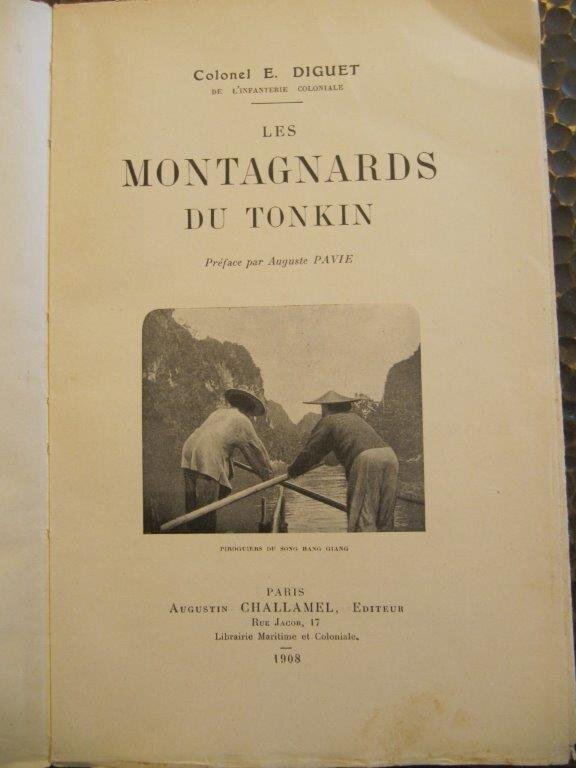 Colonel E. DIGUET
DE L'INFANTERIE COLONIALE
LES
MONTAGNARDS
DU TONKIN
Préface par Auguste PAVIE
PIROGUIERS DU SONG BANG GIANG
PARIS
AUGUSTIN CHALLAMEL, EDITEUR
RUE JACOB, 17
Librairie Maritime et Coloniale.
1908